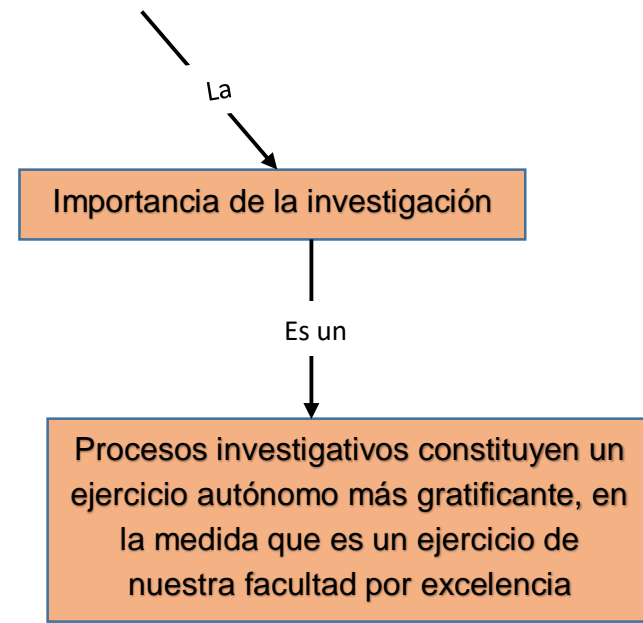 La
Importancia de la investigación
Es un
Procesos investigativos constituyen un
ejercicio autónomo más gratificante, en
la medida que es un ejercicio de
nuestra facultad por excelencia